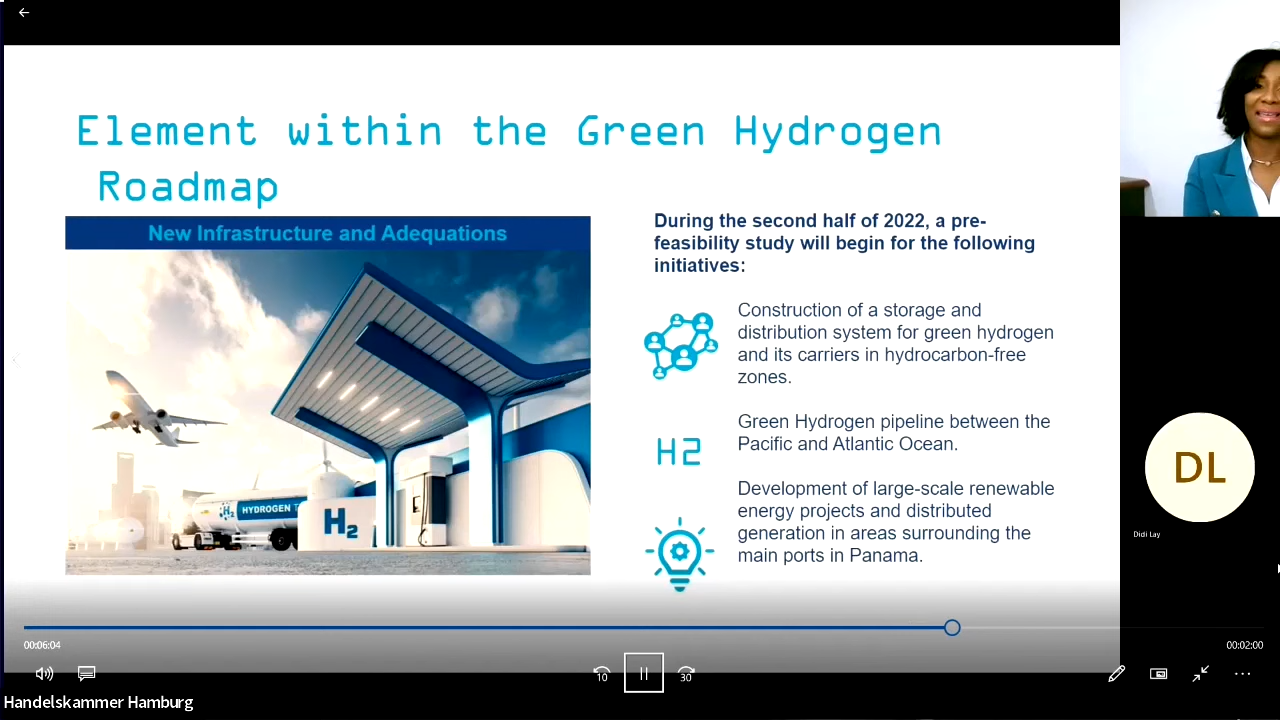 Element within the Green Hydrogen
Roadmap
New Infrastructure and Adequations
HYDROGEN
H2
During the second half of 2022, a pre-
feasibility study will begin for the following
initiatives:
Construction of a storage and
distribution system for green hydrogen
and its carriers in hydrocarbon-free
zones.
H2
Green Hydrogen pipeline between the
Pacific and Atlantic Ocean.
Development of large-scale renewable
energy projects and distributed
generation in areas surrounding the
main ports in Panama.
DL
Didi Lay
00:06:04
00:02:00
10
30
Handelskammer Hamburg